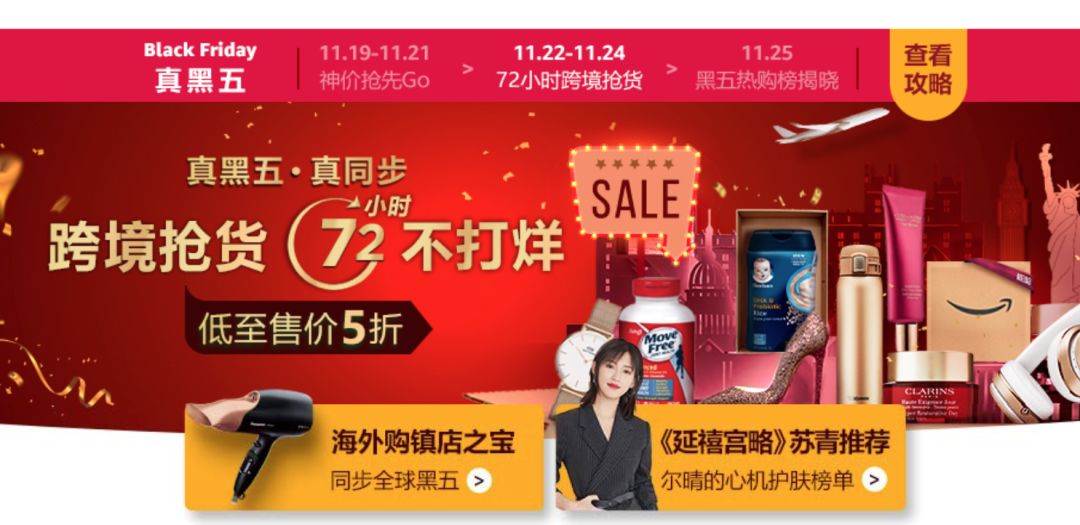 Black Friday
真黑五
11.19-11.21
神价抢先Go
>
11.22-11.24
72小时跨境抢货
>
11.25
黑五热购榜揭晓
查看
攻略
真黑五·真同步
跨境抢货
72
小时
不打烊
低至售价5折
SALE
Gerber
DHA &
Probiotic
Rice
Move
Free
CLARINS
Panasonic
海外购镇店之宝
同步全球黑五 >
《延禧宫略》苏青推荐
尔晴的心机护肤榜单 >